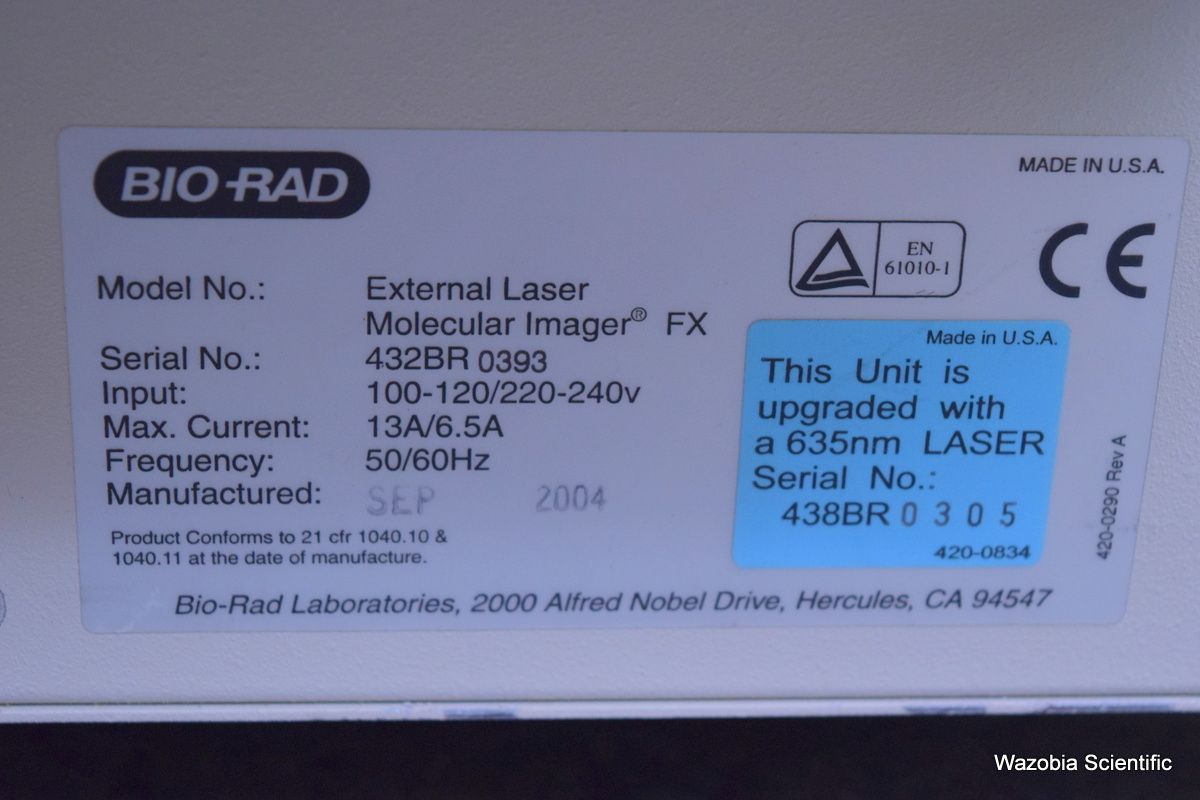 BIO-RAD
MADE IN U.S.A.
EN
61010-1
CE
Model No.: External Laser
Molecular Imager® FX
Serial No.: 432BR 0393
Input: 100-120/220-240v
Max. Current: 13A/6.5A
Frequency: 50/60Hz
Manufactured: SEP 2004
Product Conforms to 21 cfr 1040.10 &
1040.11 at the date of manufacture.
Made in U.S.A.
This Unit is
upgraded with
a 635nm LASER
Serial No.:
438BR 0305
420-0834
420-0290 Rev A
Bio-Rad Laboratories, 2000 Alfred Nobel Drive, Hercules, CA 94547
Wazobia Scientific